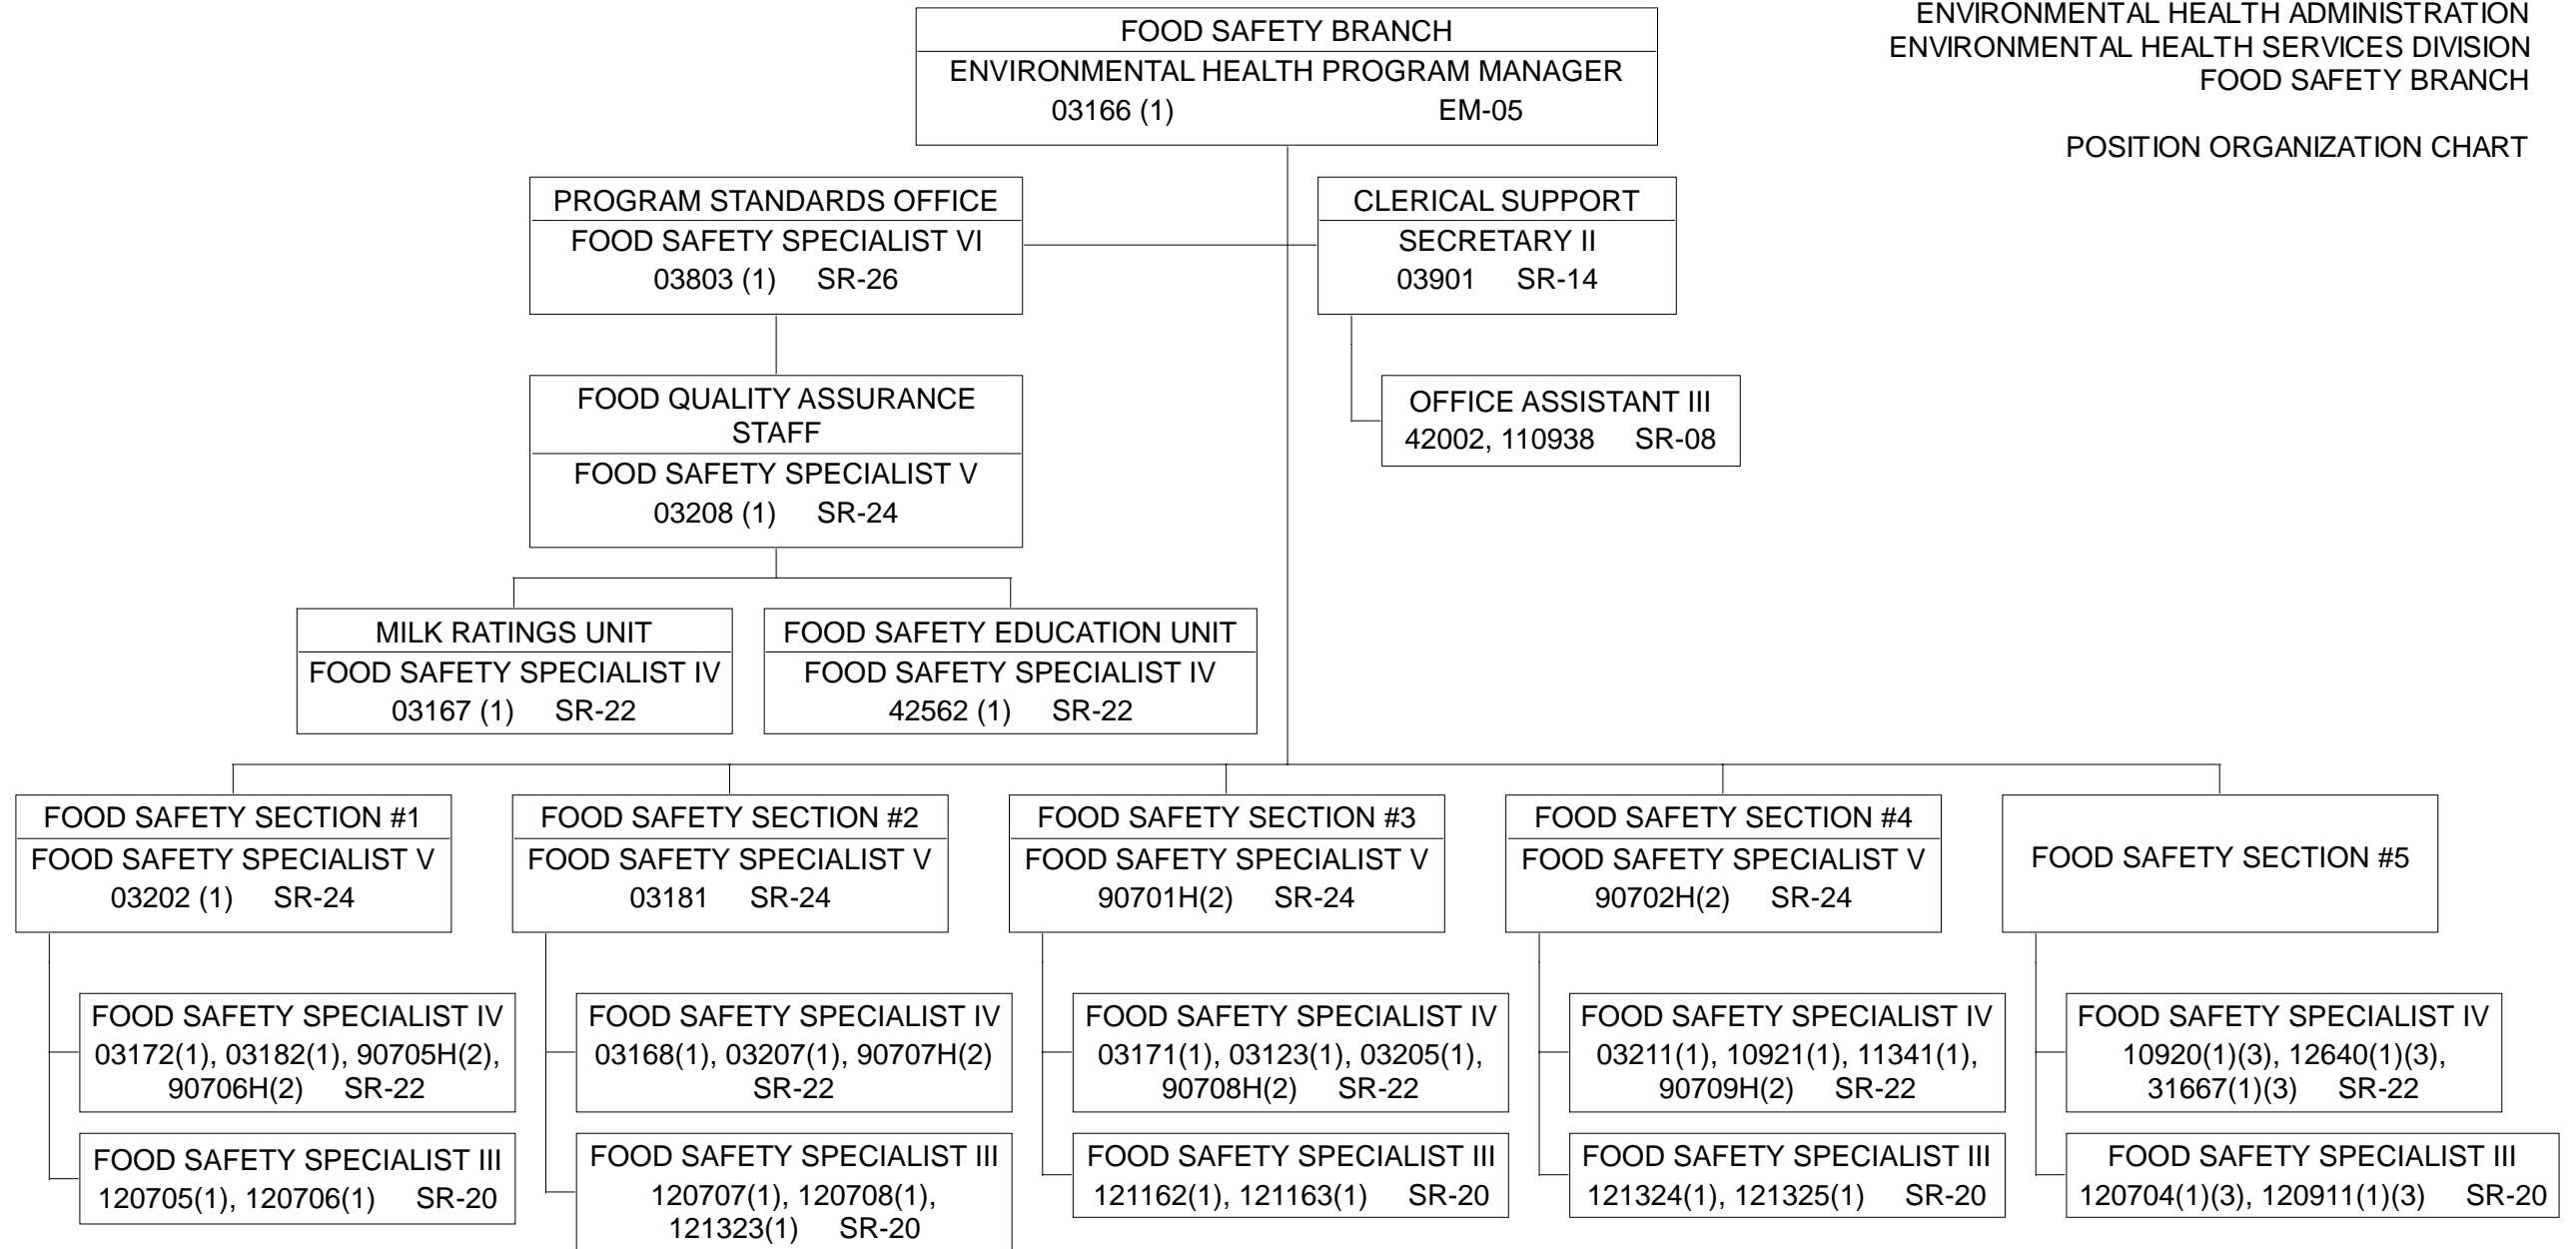 ENVIRONMENTAL HEALTH ADMINISTRATION
ENVIRONMENTAL HEALTH SERVICES DIVISION
FOOD SAFETY BRANCH
POSITION ORGANIZATION CHART
FOOD SAFETY BRANCH
ENVIRONMENTAL HEALTH PROGRAM MANAGER
03166 (1) EM-05
PROGRAM STANDARDS OFFICE
FOOD SAFETY SPECIALIST VI
03803 (1) SR-26
CLERICAL SUPPORT
SECRETARY II
03901 SR-14
OFFICE ASSISTANT III
42002, 110938 SR-08
FOOD QUALITY ASSURANCE
STAFF
FOOD SAFETY SPECIALIST V
03208 (1) SR-24
MILK RATINGS UNIT
FOOD SAFETY SPECIALIST IV
03167 (1) SR-22
FOOD SAFETY EDUCATION UNIT
FOOD SAFETY SPECIALIST IV
42562 (1) SR-22
FOOD SAFETY SECTION #1
FOOD SAFETY SPECIALIST V
03202 (1) SR-24
FOOD SAFETY SPECIALIST IV
03172(1), 03182(1), 90705H(2),
90706H(2) SR-22
FOOD SAFETY SPECIALIST III
120705(1), 120706(1) SR-20
FOOD SAFETY SECTION #2
FOOD SAFETY SPECIALIST V
03181 SR-24
FOOD SAFETY SPECIALIST IV
03168(1), 03207(1), 90707H(2)
SR-22
FOOD SAFETY SPECIALIST III
120707(1), 120708(1),
121323(1) SR-20
FOOD SAFETY SECTION #3
FOOD SAFETY SPECIALIST V
90701H(2) SR-24
FOOD SAFETY SPECIALIST IV
03171(1), 03123(1), 03205(1),
90708H(2) SR-22
FOOD SAFETY SPECIALIST III
121162(1), 121163(1) SR-20
FOOD SAFETY SECTION #4
FOOD SAFETY SPECIALIST V
90702H(2) SR-24
FOOD SAFETY SPECIALIST IV
03211(1), 10921(1), 11341(1),
90709H(2) SR-22
FOOD SAFETY SPECIALIST III
121324(1), 121325(1) SR-20
FOOD SAFETY SECTION #5
FOOD SAFETY SPECIALIST IV
10920(1)(3), 12640(1)(3),
31667(1)(3) SR-22
FOOD SAFETY SPECIALIST III
120704(1)(3), 120911(1)(3) SR-20